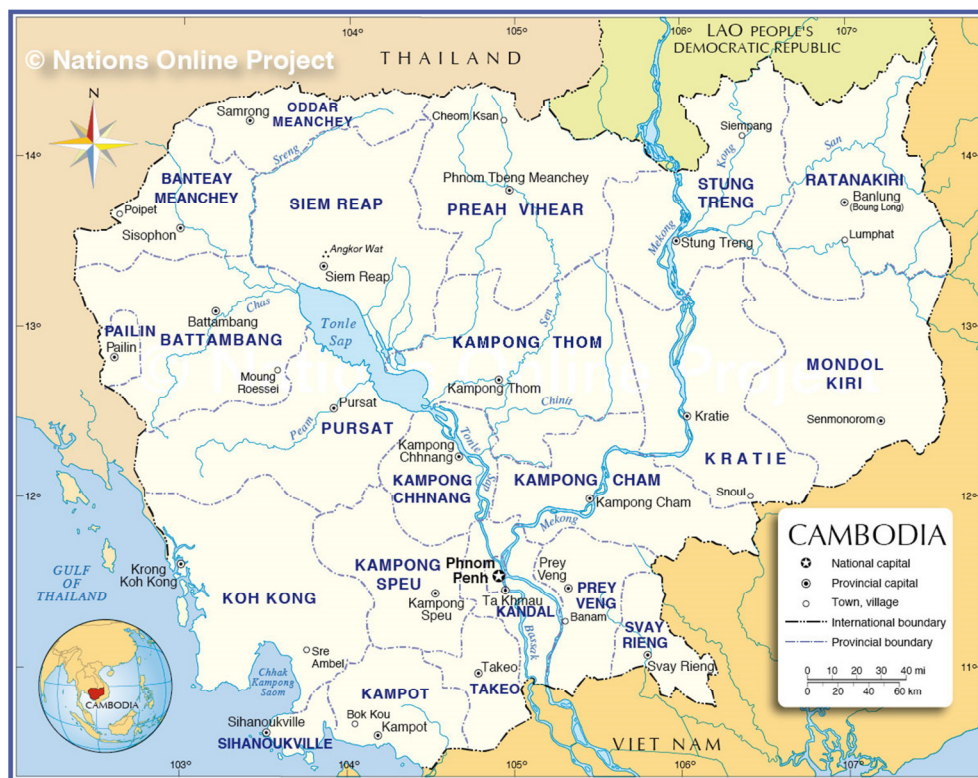 © Nations Online Project
THAILAND
LAO PEOPLE'S
DEMOCRATIC REPUBLIC
103°
104°
105°
106°
107°
N
14°
14°
13°
13°
12°
12°
11°
ODDAR
MEANCHEY
Samrong
Sreng
Cheom Ksan
Siempang
Kong
San
BANTEAY
MEANCHEY
Phnom Tbeng Meanchey
STUNG
TRENG
RATANAKIRI
Banlung
(Boung Long)
Poipet
SIEM REAP
PREAH VIHEAR
Sisophon
Mekong
Stung Treng
Lumphat
Angkor Wat
Siem Reap
Chas
Battambang
Tonle
Sap
Sen
PAILIN
BATTAMBANG
KAMPONG THOM
Pailin
© Nations Online Project
MONDOL
KIRI
Moung
Roessei
Kampong Thom
Chinit
Pursat
Peam
PURSAT
Kratie
Senmonorom
Kampong
Chhnang
Tonle
Sap
KAMPONG
CHHNANG
KAMPONG CHAM
KRATIE
Snoul
Kampong Cham
Mekong
GULF
OF
THAILAND
Krong
Koh Kong
KOH KONG
KAMPONG
SPEU
Kampong
Speu
Phnom
Penh
Ta Khmau
KANDAL
Prey
Veng
PREY
VENG
Banam
SVAY
RIENG
Svay Rieng
Bassak
Sre
Ambel
Chhak
Kampong
Saom
Takeo
TAKEO
KAMPOT
Bok Kou
Kampot
Sihanoukville
SIHANOUKVILLE
VIET NAM
CAMBODIA
CAMBODIA
National capital
Provincial capital
Town, village
International boundary
Provincial boundary
0 10 20 30 40 mi
0 20 40 60 km
103°
104°
105°
106°
107°